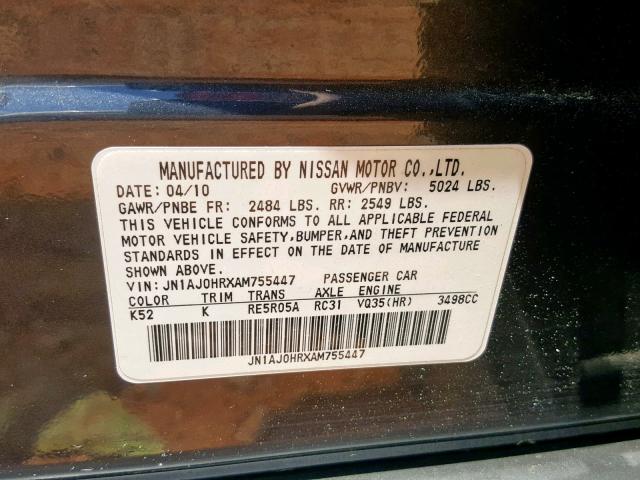 MANUFACTURED BY NISSAN MOTOR CO.,LTD.
DATE: 04/10 GVWR/PNBV: 5024 LBS.
GAWR/PNBE FR: 2484 LBS. RR: 2549 LBS.
THIS VEHICLE CONFORMS TO ALL APPLICABLE FEDERAL
MOTOR VEHICLE SAFETY,BUMPER,AND THEFT PREVENTION
STANDARDS IN EFFECT ON THE DATE OF MANUFACTURE
SHOWN ABOVE.
VIN: JN1AJ0HRXAM755447 PASSENGER CAR
COLOR TRIM TRANS AXLE ENGINE
K52 K RE5R05A RC31 VQ35(HR) 3498CC
JN1AJ0HRXAM755447